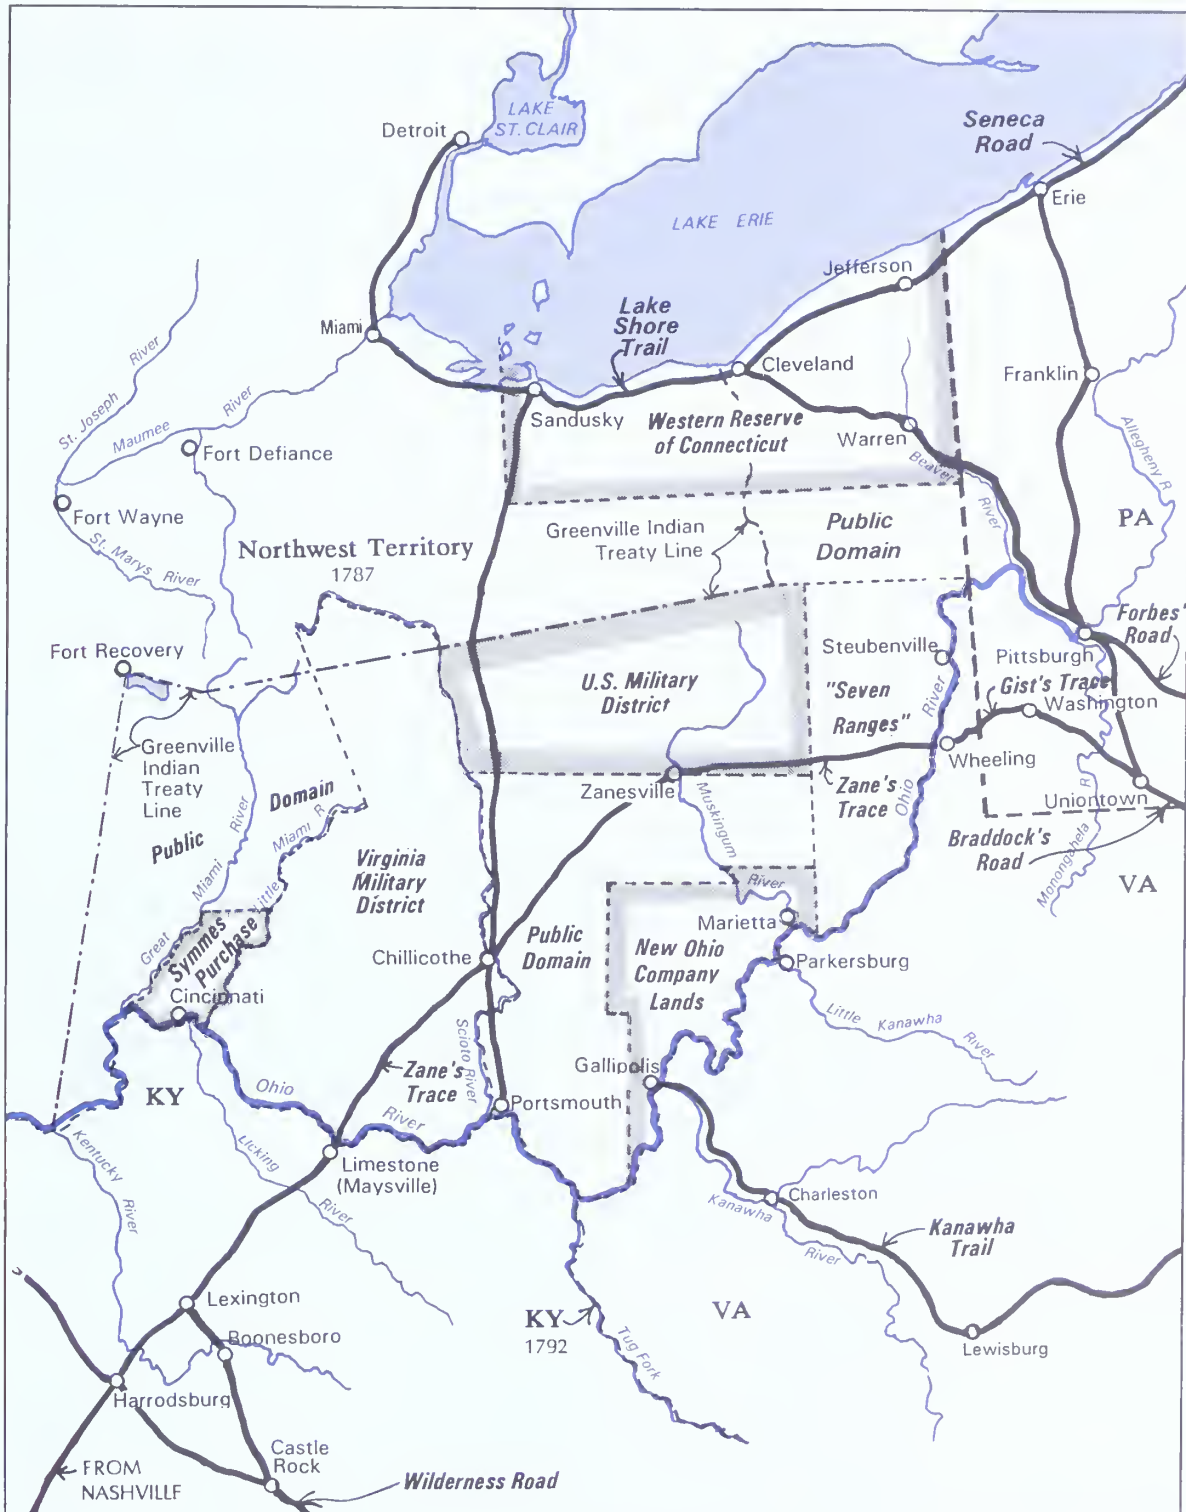 LAKE
ST. CLAIR
Detroit
Seneca
Road
Erie
LAKE ERIE
Jefferson
Lake
Shore
Trail
Miami
Cleveland
Franklin
St. Joseph River
Maumee River
Sandusky
Western Reserve
of Connecticut
Warren
Beaver River
Allegheny R
Fort Defiance
Fort Wayne
St. Marys River
Northwest Territory
1787
Greenville Indian
Treaty Line
Public
Domain
PA
Forbes'
Road
Fort Recovery
Steubenville
Pittsburgh
Gist's Trace
Washington
U.S. Military
District
"Seven
Ranges"
Ohio River
Greenville
Indian
Treaty
Line
Wheeling
Zanesville
Zane's
Trace
Uniontown
Braddock's
Road
Monongahela R
VA
Public Domain
Great Miami River
Little Miami R
Virginia
Military
District
Muskingum River
Marietta
Symmes
Purchase
Cincinnati
Chillicothe
Public
Domain
New Ohio
Company
Lands
Parkersburg
Little Kanawha River
Gallipolis
Scioto River
Zane's
Trace
KY
Ohio River
Portsmouth
Kentucky River
Licking River
Limestone
(Maysville)
Charleston
Kanawha River
Kanawha
Trail
Lexington
Boonesboro
KY
1792
VA
Tug Fork
Lewisburg
Harrodsburg
Castle
Rock
FROM
NASHVILLE
Wilderness Road